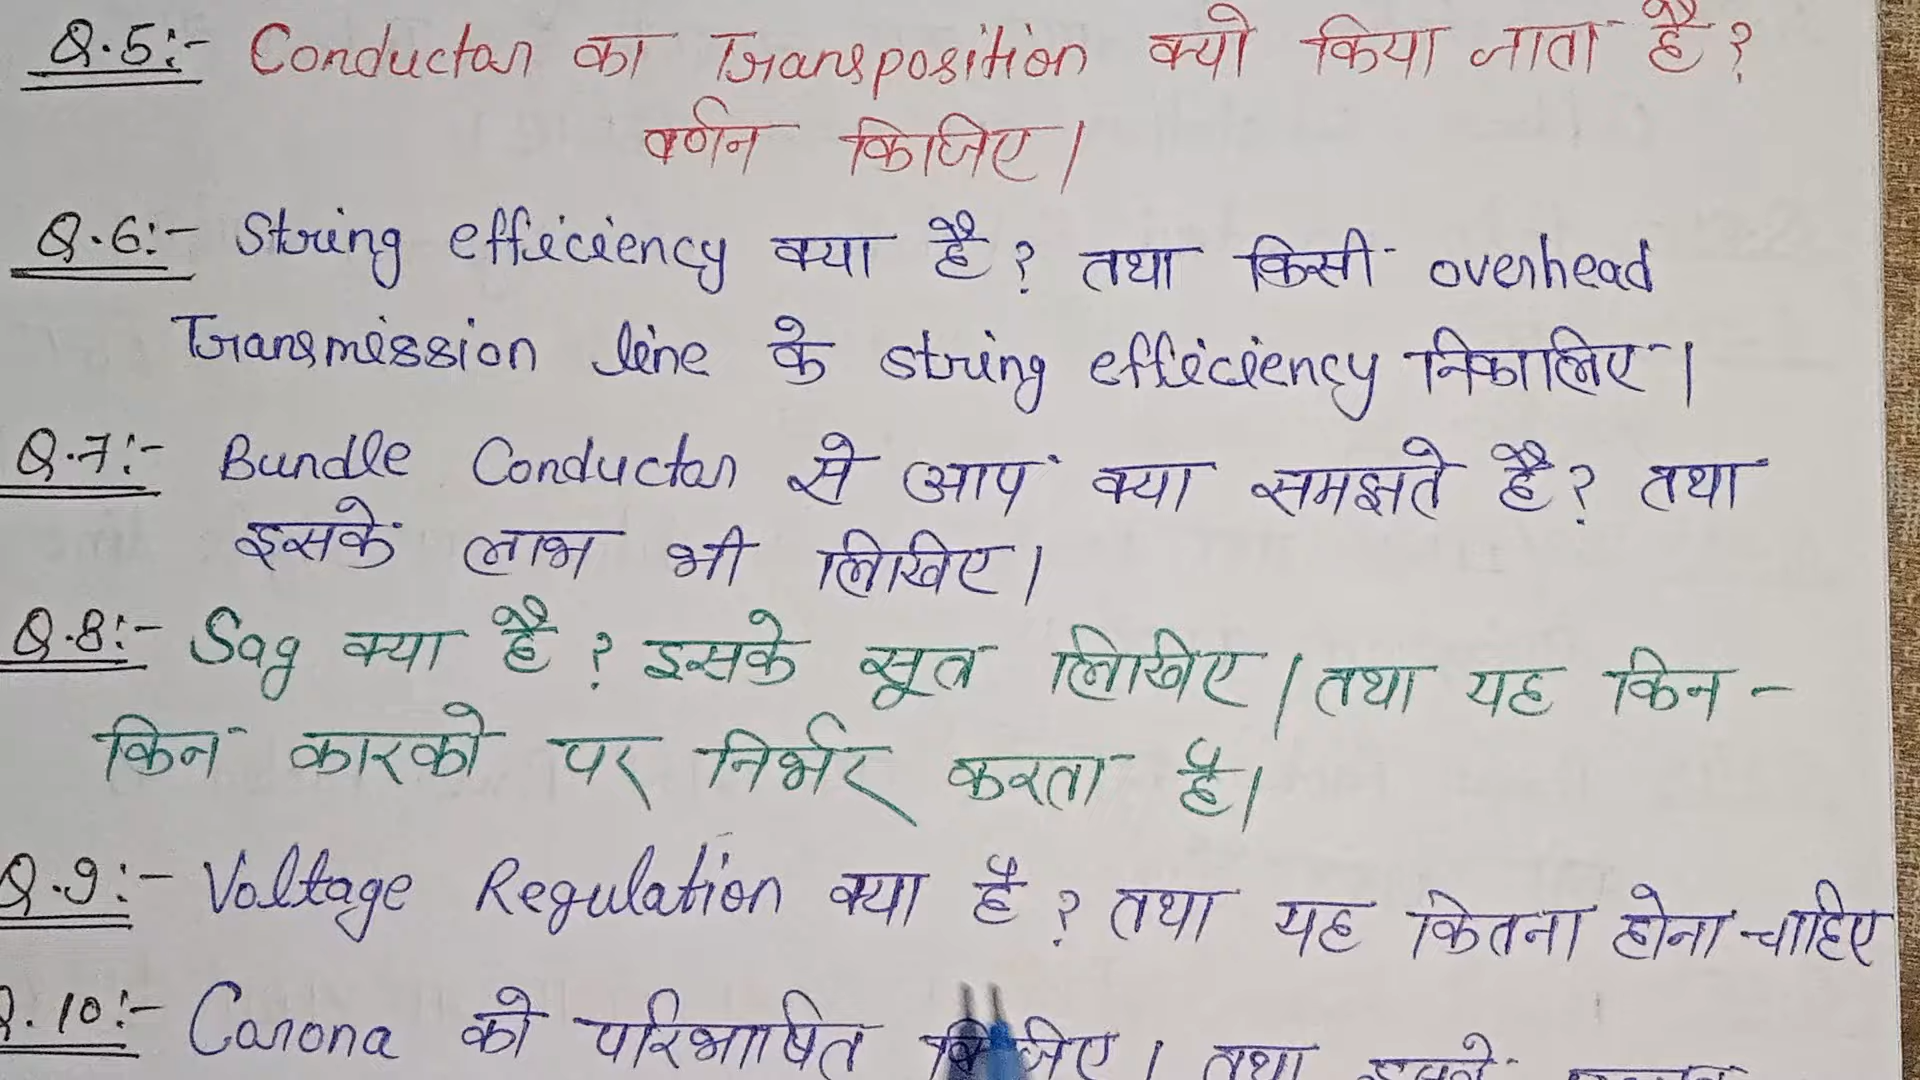 Q.5:- Conductor का Transposition क्यो किया जाता है?
वर्णन किजिए।
Q.6:- String efficiency क्या है? तथा किसी overhead
Transmission line के string efficiency निकालिए।
Q.7:- Bundle Conductor से आप क्या समझते है? तथा
इसके लाभ भी लिखिए।
Q.8:- Sag क्या है? इसके सूत्र लिखिए। तथा यह किन-
किन कारको पर निर्भर करता है।
Q.9:- Voltage Regulation क्या है? तथा यह कितना होना चाहिए
Q.10:- Corona को परिभाषित किजिए। तथा इसके